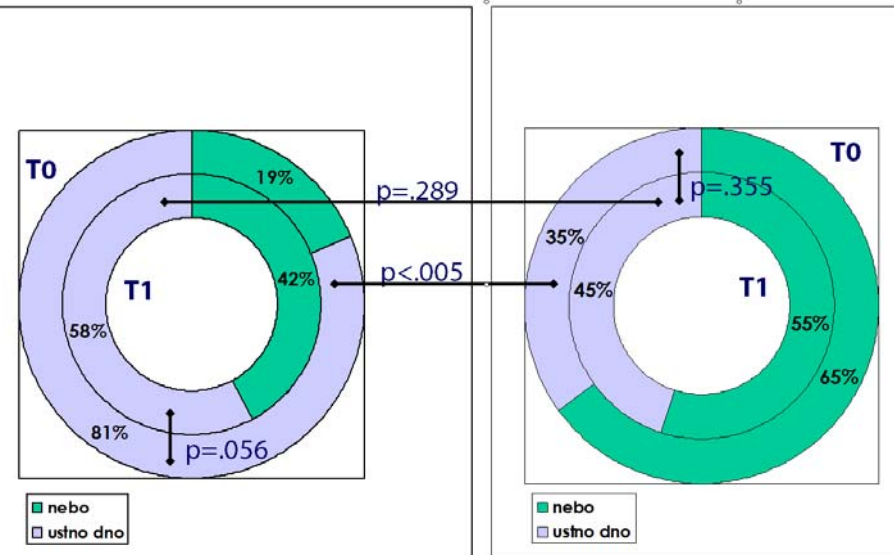 T0
19%
42%
T1
58%
81%
p=.056
nebo
ustno dno
p=.289
p<.005
T0
p=.355
35%
45%
T1
55%
65%
nebo
ustno dno